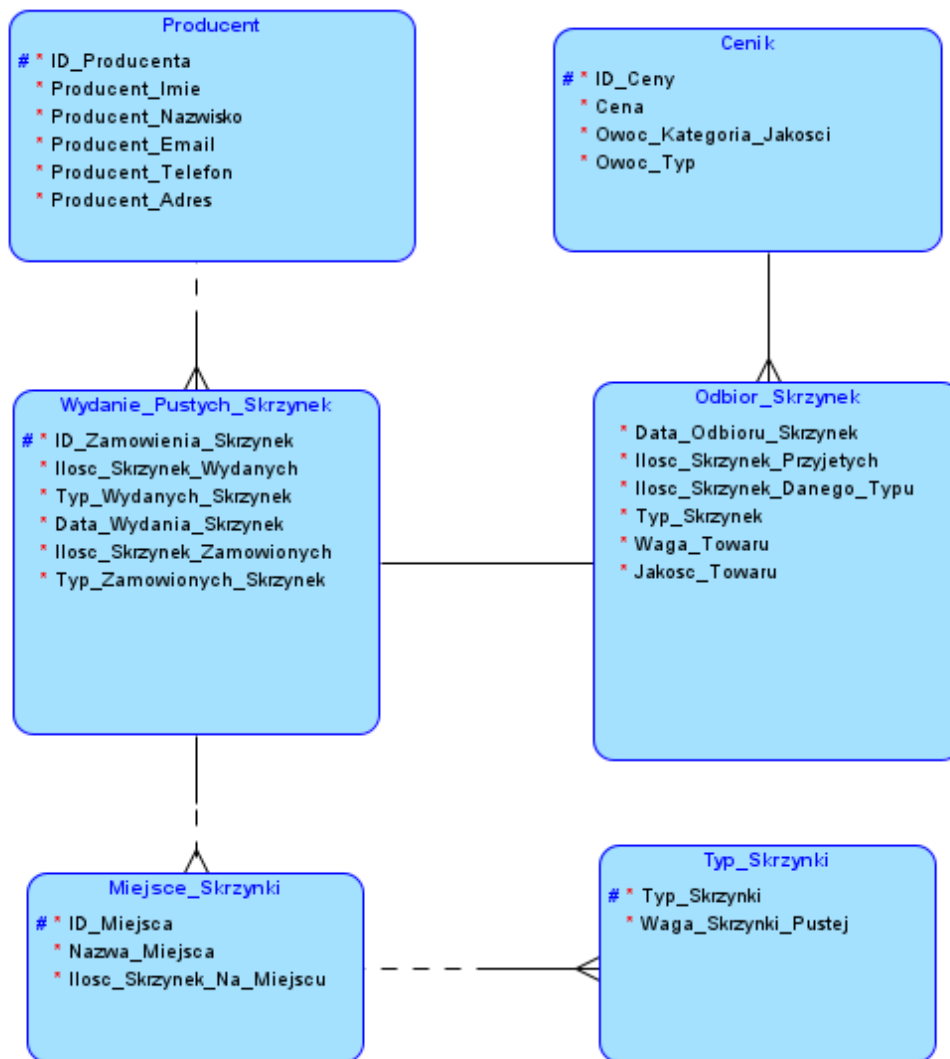 Producent
# * ID_Producenta
* Producent_Imie
* Producent_Nazwisko
* Producent_Email
* Producent_Telefon
* Producent_Adres
Cenik
# * ID_Ceny
* Cena
* Owoc_Kategoria_Jakosci
* Owoc_Typ
Wydanie_Pustych_Skrzynek
# * ID_Zamowienia_Skrzynek
* Ilosc_Skrzynek_Wydanych
* Typ_Wydanych_Skrzynek
* Data_Wydania_Skrzynek
* Ilosc_Skrzynek_Zamowionych
* Typ_Zamowionych_Skrzynek
Odbior_Skrzynek
* Data_Odbioru_Skrzynek
* Ilosc_Skrzynek_Przyjetych
* Ilosc_Skrzynek_Danego_Typu
* Typ_Skrzynek
* Waga_Towaru
* Jakosc_Towaru
Miejsce_Skrzynki
# * ID_Miejsca
* Nazwa_Miejsca
* Ilosc_Skrzynek_Na_Miejscu
Typ_Skrzynki
# * Typ_Skrzynki
* Waga_Skrzynki_Pustej